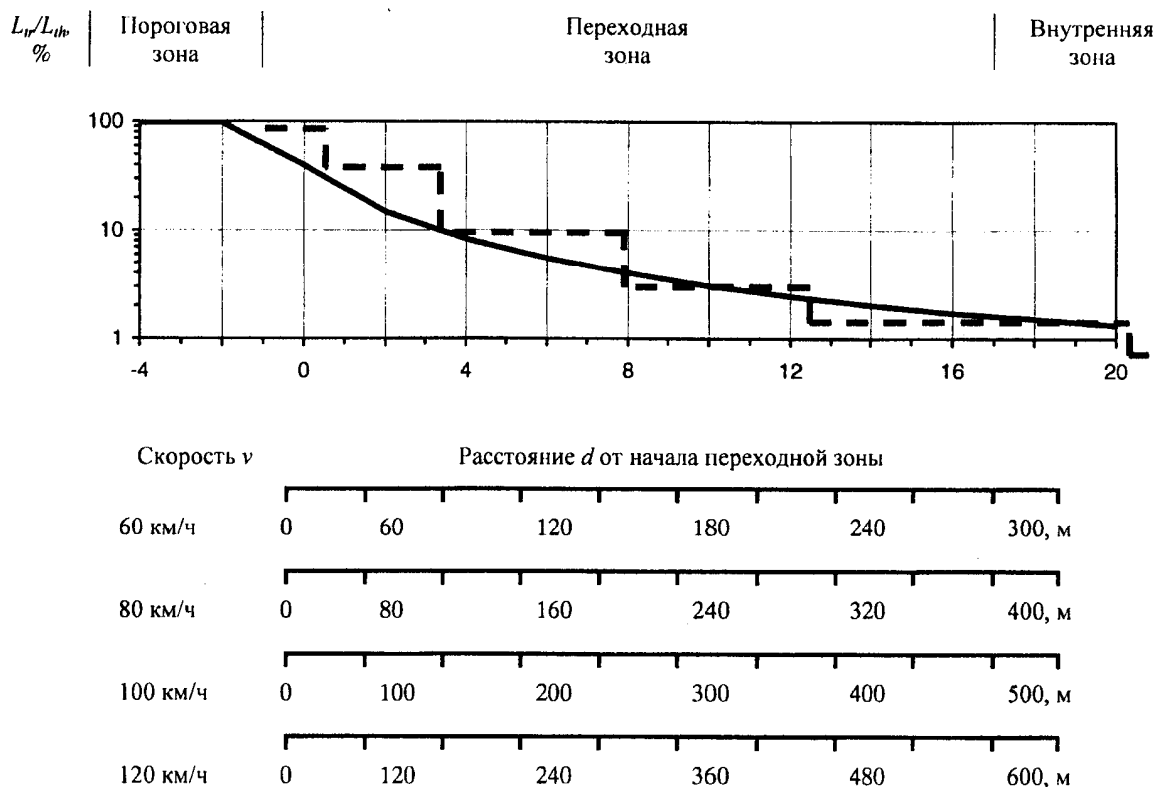 L_tr/L_th, | Пороговая | Переходная | Внутренняя
% | зона | зона | зона
100
10
1
-4 0 4 8 12 16 20
Скорость v Расстояние d от начала переходной зоны
60 км/ч 0 60 120 180 240 300, м
80 км/ч 0 80 160 240 320 400, м
100 км/ч 0 100 200 300 400 500, м
120 км/ч 0 120 240 360 480 600, м